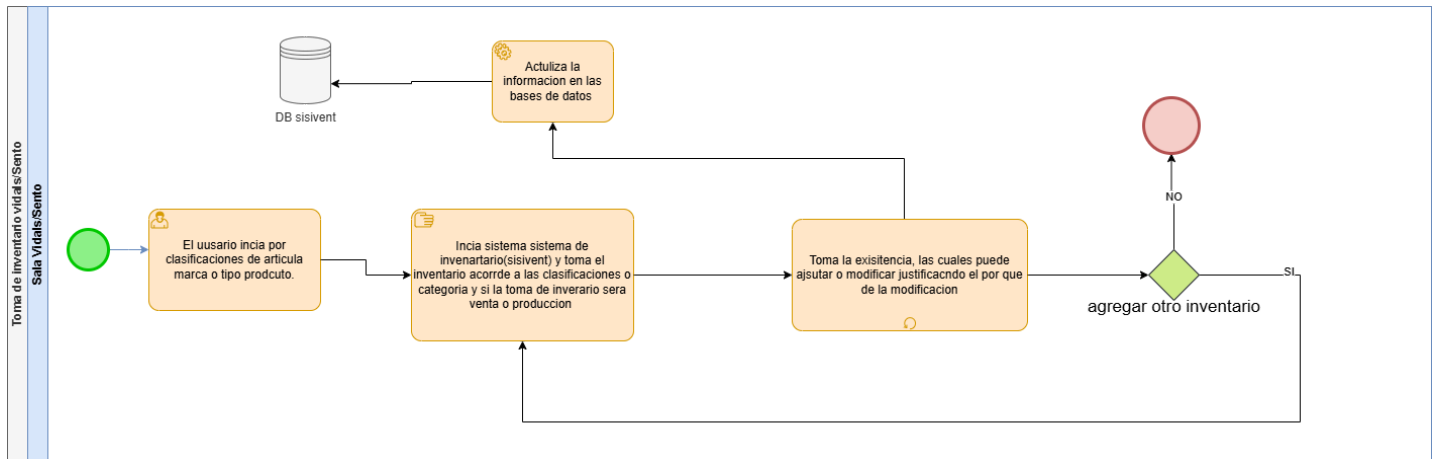 Toma de inventario vidals/Sento
Sala Vidals/Sento
DB sisivent
Actuliza la
informacion en las
bases de datos
El uusario incia por
clasificaciones de articula
marca o tipo prodcuto.
Incia sistema sistema de
invenartario(sisivent) y toma el
inventario acorrde a las clasificaciones o
categoria y si la toma de inverario sera
venta o produccion
Toma la exisitencia, las cuales puede
ajsutar o modificar justificacndo el por que
de la modificacion
NO
SI
agregar otro inventario